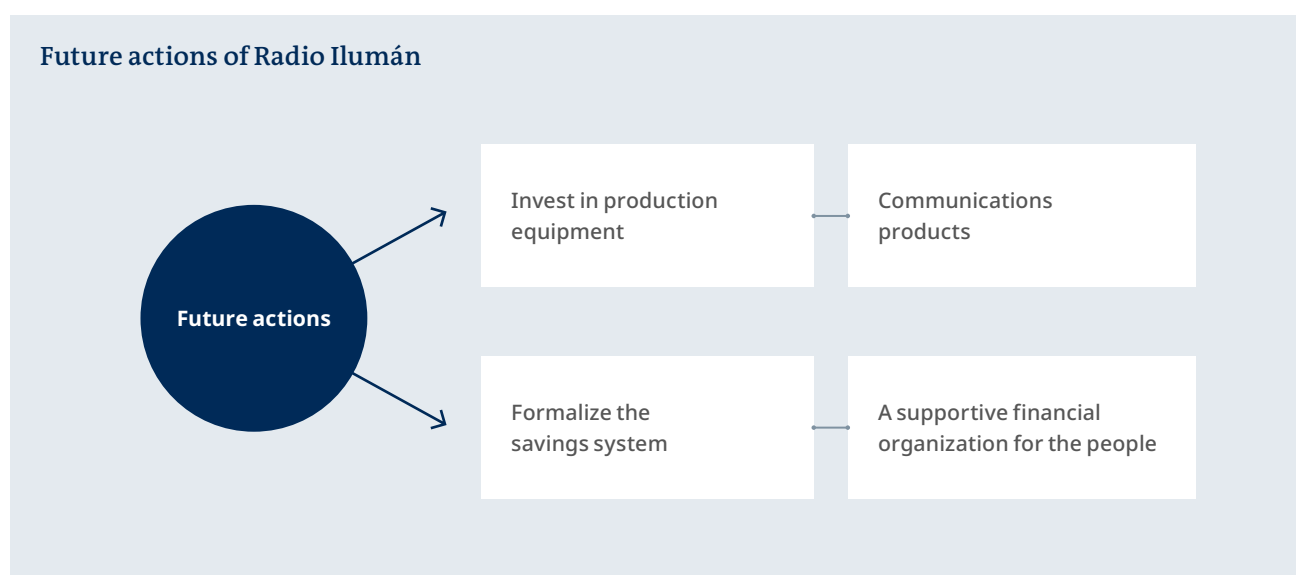 Future actions of Radio Ilumán
Future actions
Invest in production
equipment
Communications
products
Formalize the
savings system
A supportive financial
organization for the people